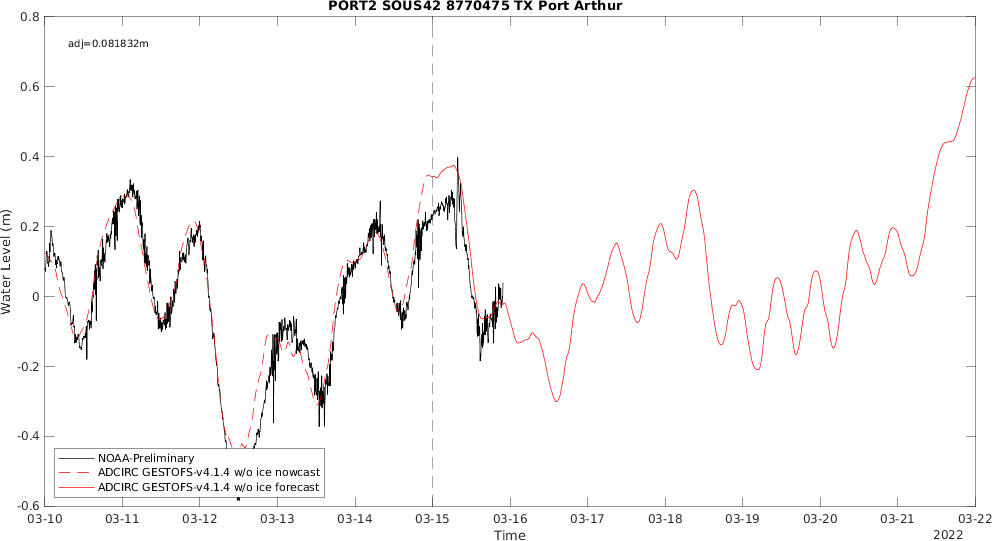 PORT2 SOUS42 8770475 TX Port Arthur
adj=0.081832m
0.8
0.6
0.4
0.2
0
-0.2
-0.4
-0.6
Water Level (m)
NOAA-Preliminary
ADCIRC GESTOFS-v4.1.4 w/o ice nowcast
ADCIRC GESTOFS-v4.1.4 w/o ice forecast
03-10 03-11 03-12 03-13 03-14 03-15 03-16 03-17 03-18 03-19 03-20 03-21 03-22
Time
2022